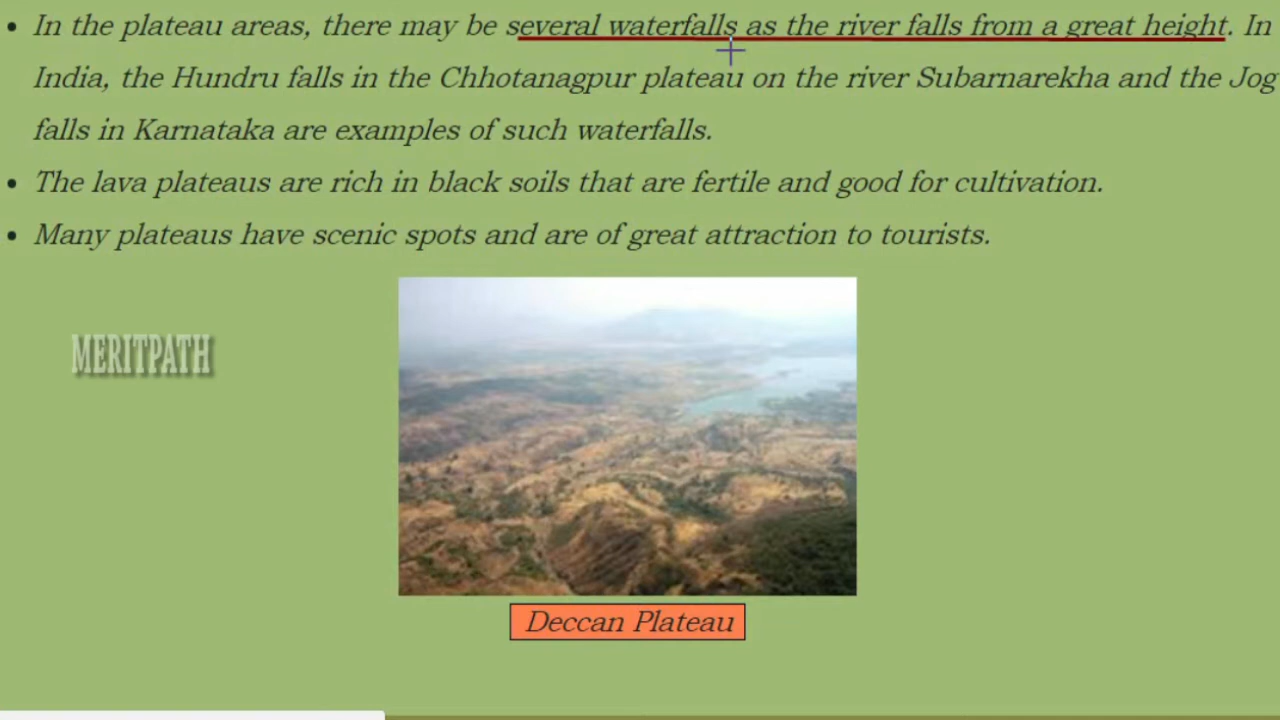 • In the plateau areas, there may be several waterfalls as the river falls from a great height. In
India, the Hundru falls in the Chhotanagpur plateau on the river Subarnarekha and the Jog
falls in Karnataka are examples of such waterfalls.
• The lava plateaus are rich in black soils that are fertile and good for cultivation.
• Many plateaus have scenic spots and are of great attraction to tourists.
MERITPATH
Deccan Plateau